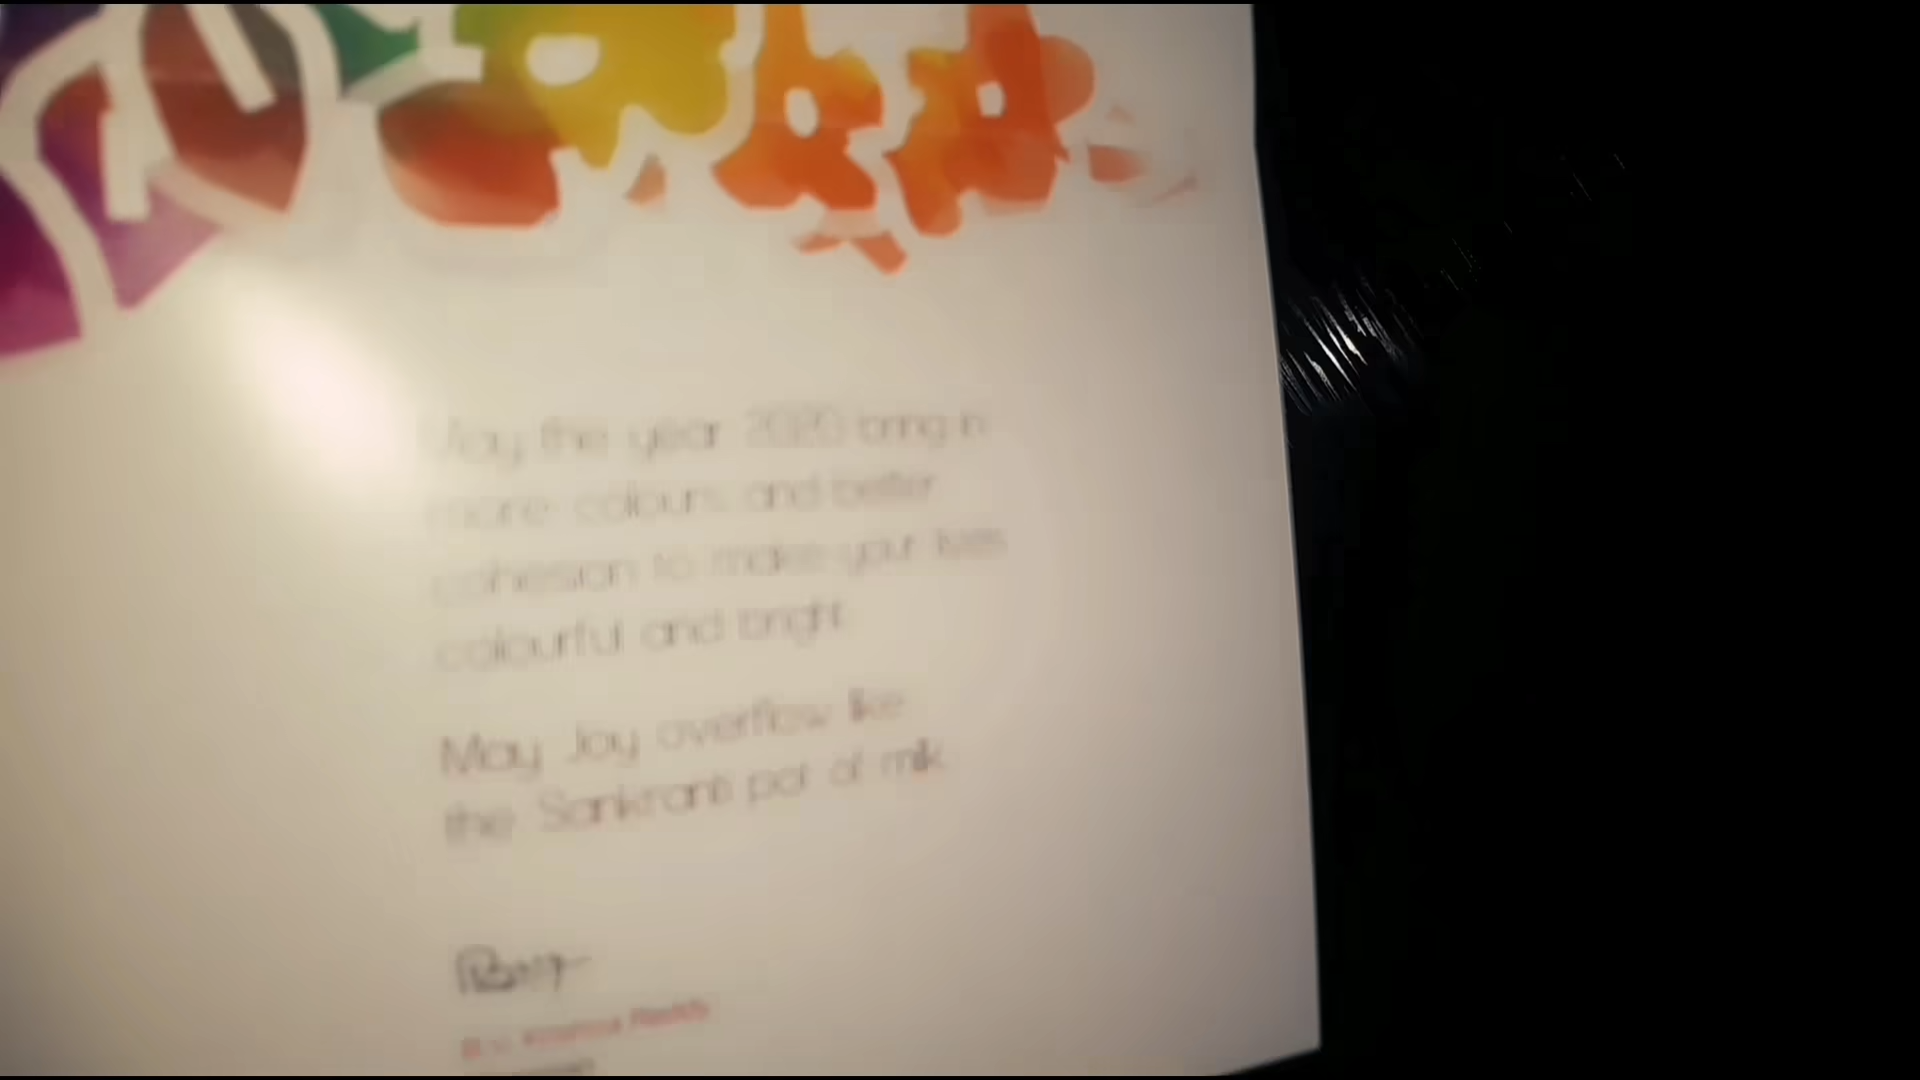 May the year 2020 bring in
more colours and better
cohesion to make your lives
colourful and bright
May Joy overflow like
the Sankranti pot of milk.
Reddy